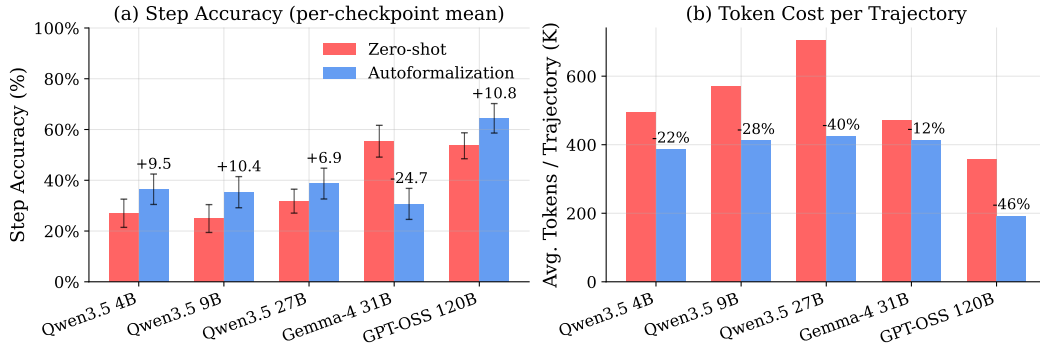 (a) Step Accuracy (per-checkpoint mean)
Step Accuracy (%)
100%
80%
60%
40%
20%
0%
Zero-shot
Autoformalization
+9.5
+10.4
+6.9
-24.7
+10.8
Qwen3.5 4B
Qwen3.5 9B
Qwen3.5 27B
Gemma-4 31B
GPT-OSS 120B
(b) Token Cost per Trajectory
Avg. Tokens / Trajectory (K)
600
400
200
0
-22%
-28%
-40%
-12%
-46%
Qwen3.5 4B
Qwen3.5 9B
Qwen3.5 27B
Gemma-4 31B
GPT-OSS 120B